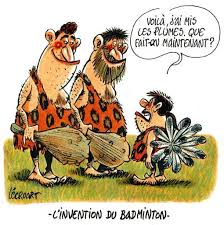 VOILÀ, J'AI MIS
LES PLUMES. QUE
FAIT-ON MAINTENANT?
- L'INVENTION DU BADMINTON -